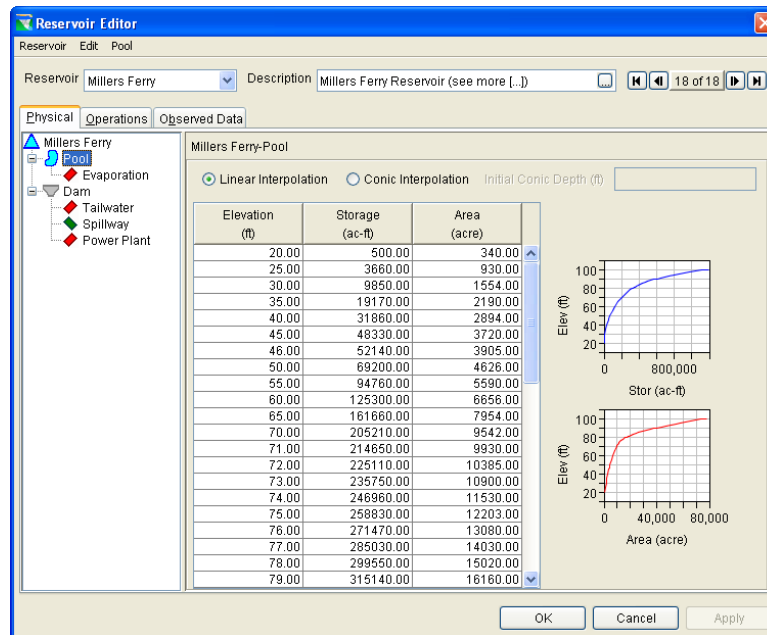 Reservoir Editor
Reservoir Edit Pool
Reservoir Millers Ferry Description Millers Ferry Reservoir (see more [...]) ... 18 of 18
Physical Operations Observed Data
Millers Ferry
Pool
Evaporation
Dam
Tailwater
Spillway
Power Plant
Millers Ferry-Pool
Linear Interpolation Conic Interpolation Initial Conic Depth (ft)
Elevation Storage Area
(ft) (ac-ft) (acre)
20.00 500.00 340.00
25.00 3660.00 930.00
30.00 9850.00 1554.00
35.00 19170.00 2190.00
40.00 31860.00 2894.00
45.00 48330.00 3720.00
46.00 52140.00 3905.00
50.00 69200.00 4626.00
55.00 94760.00 5590.00
60.00 125300.00 6656.00
65.00 161660.00 7954.00
70.00 205210.00 9542.00
71.00 214650.00 9930.00
72.00 225110.00 10385.00
73.00 235750.00 10900.00
74.00 246960.00 11530.00
75.00 258830.00 12203.00
76.00 271470.00 13080.00
77.00 285030.00 14030.00
78.00 299550.00 15020.00
79.00 315140.00 16160.00
Elev (ft)
100
80
60
40
20
0 800,000
Stor (ac-ft)
Elev (ft)
100
80
60
40
20
0 40,000 80,000
Area (acre)
OK Cancel Apply